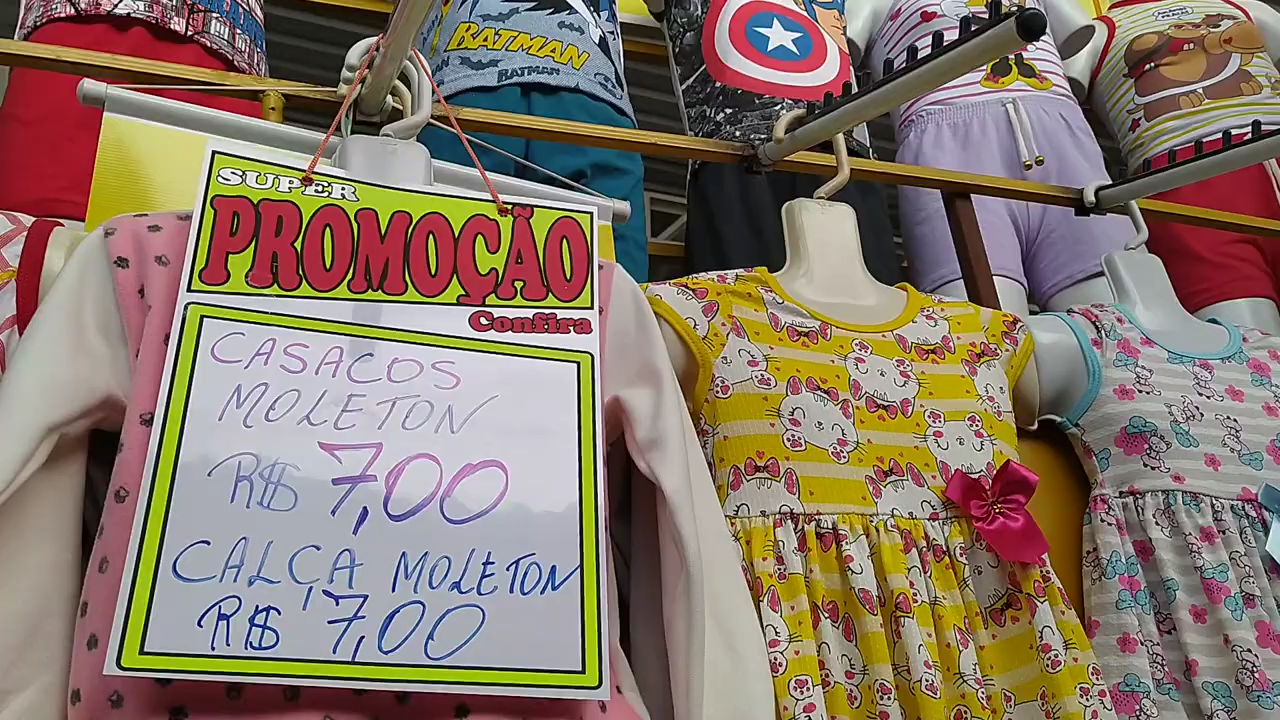 BATMAN
BATMAN
SUPER
PROMOÇÃO
Confira
CASACOS
MOLETON
R$ 7,00
CALÇA MOLETON
R$ 7,00